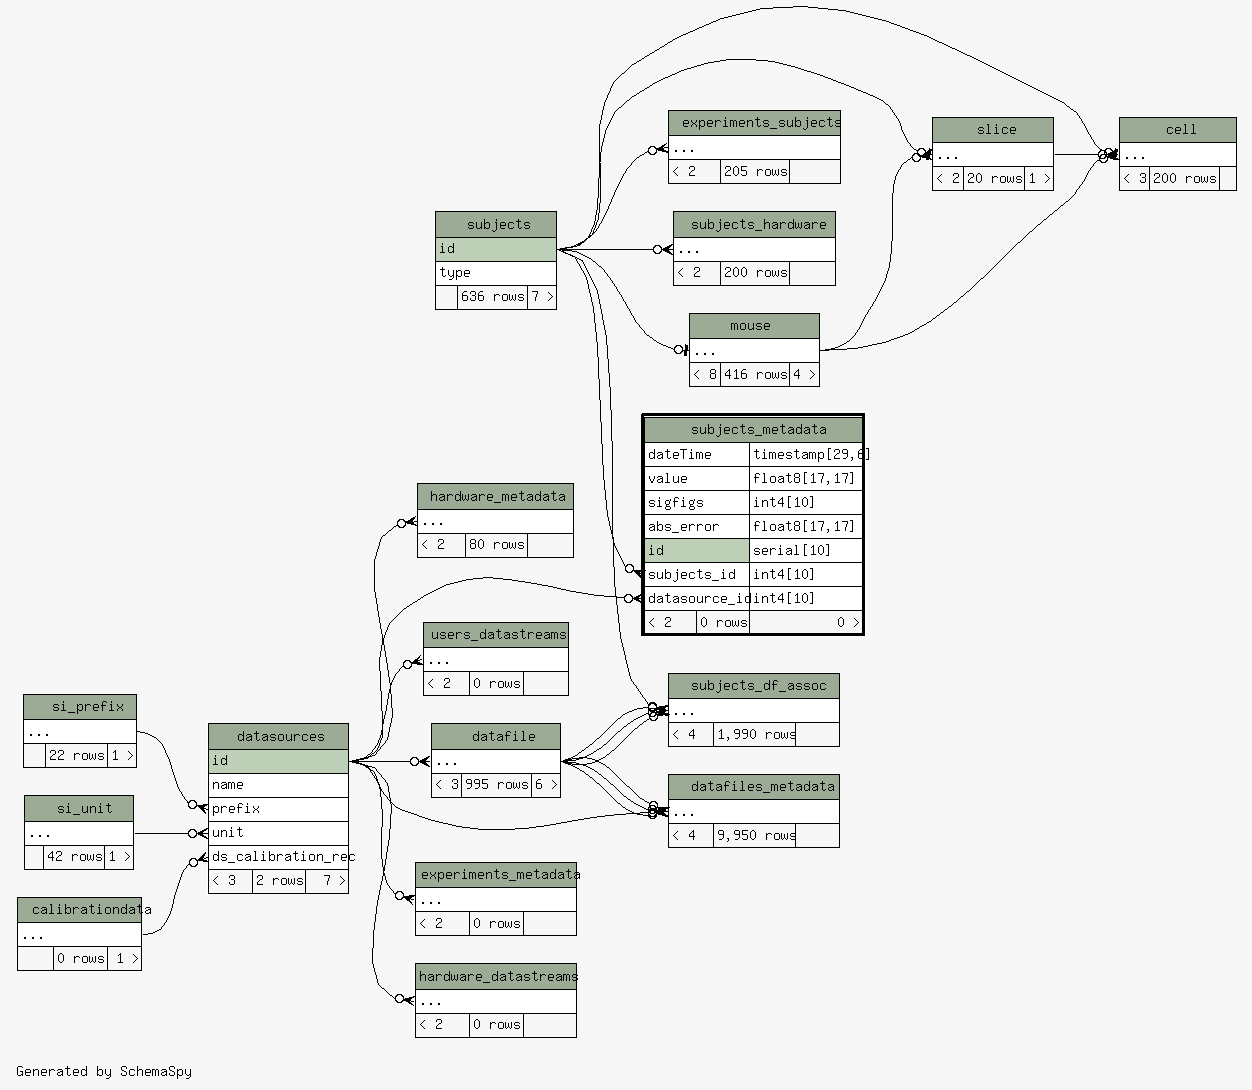 experiments_subjects
...
< 2 205 rows
slice
...
< 2 20 rows 1 >
cell
...
< 3 200 rows
subjects
id
type
636 rows 7 >
subjects_hardware
...
< 2 200 rows
mouse
...
< 8 416 rows 4 >
subjects_metadata
dateTime timestamp[29,6]
value float8[17,17]
sigfigs int4[10]
abs_error float8[17,17]
id serial[10]
subjects_id int4[10]
datasource_id int4[10]
< 2 0 rows 0 >
hardware_metadata
...
< 2 80 rows
users_datastreams
...
< 2 0 rows
si_prefix
...
22 rows 1 >
si_unit
...
42 rows 1 >
calibrationdata
...
0 rows 1 >
datasources
id
name
prefix
unit
ds_calibration_rec
< 3 2 rows 7 >
datafile
...
< 3 995 rows 6 >
subjects_df_assoc
...
< 4 1,990 rows
datafiles_metadata
...
< 4 9,950 rows
experiments_metadata
...
< 2 0 rows
hardware_datastreams
...
< 2 0 rows
Generated by SchemaSpy